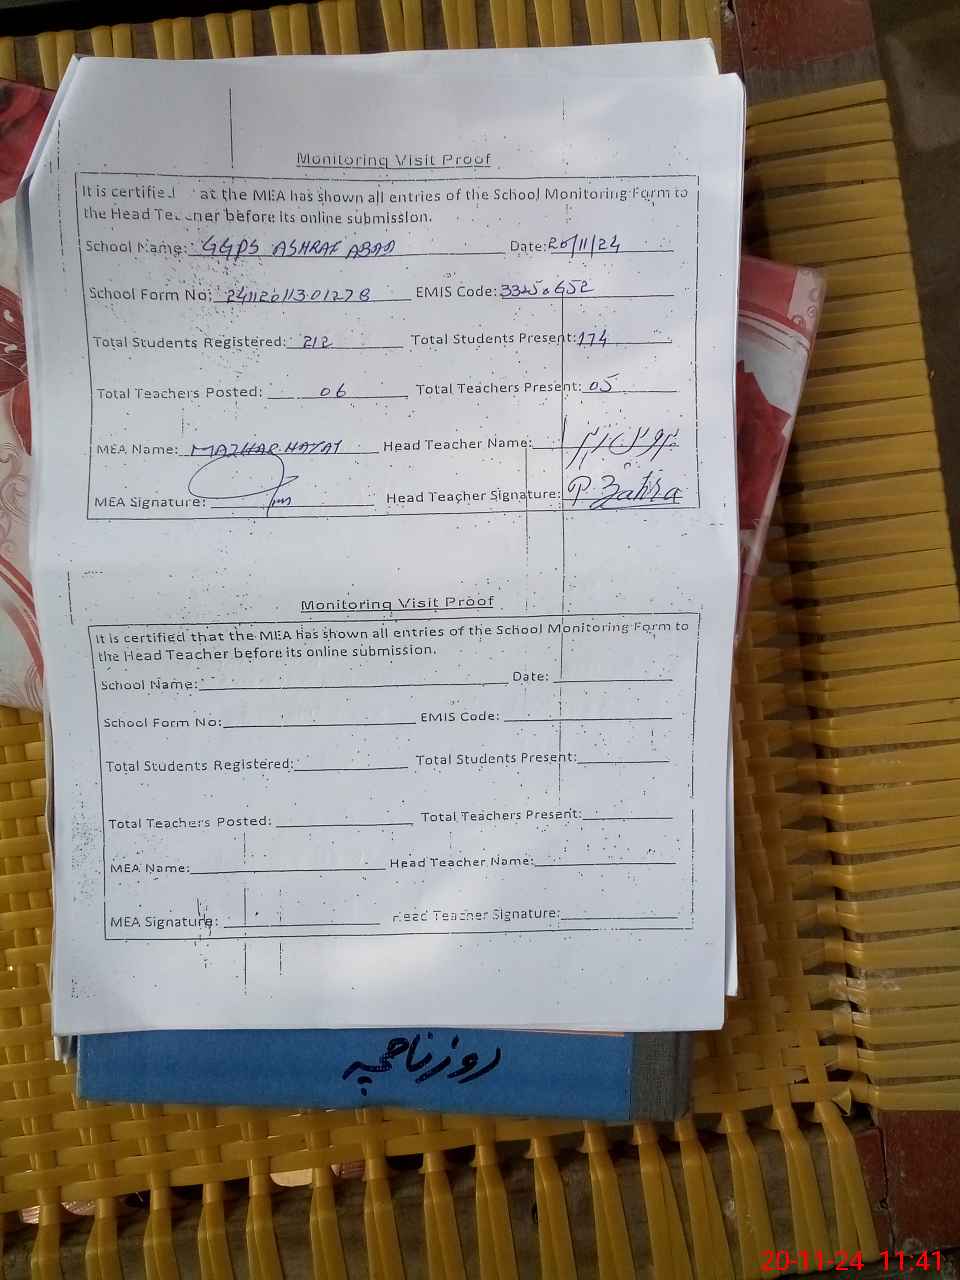 Monitoring Visit Proof
It is certified at the MEA has shown all entries of the School Monitoring Form to
the Head Teacher before its online submission.
School Name: GGPS ASHRAF ABAD Date: 20/11/24
School Form No: EMIS Code:
Total Students Registered: 212 Total Students Present: 174
Total Teachers Posted: 06 Total Teachers Present: 05
MEA Name: MAZHAR HAYAT Head Teacher Name:
MEA Signature: Head Teacher Signature: P. Zahra
Monitoring Visit Proof
It is certified that the MEA has shown all entries of the School Monitoring Form to
the Head Teacher before its online submission.
School Name: Date:
School Form No: EMIS Code:
Total Students Registered: Total Students Present:
Total Teachers Posted: Total Teachers Present:
MEA Name: Head Teacher Name:
MEA Signature: Head Teacher Signature:
روزنامچہ
20-11-24 11:41